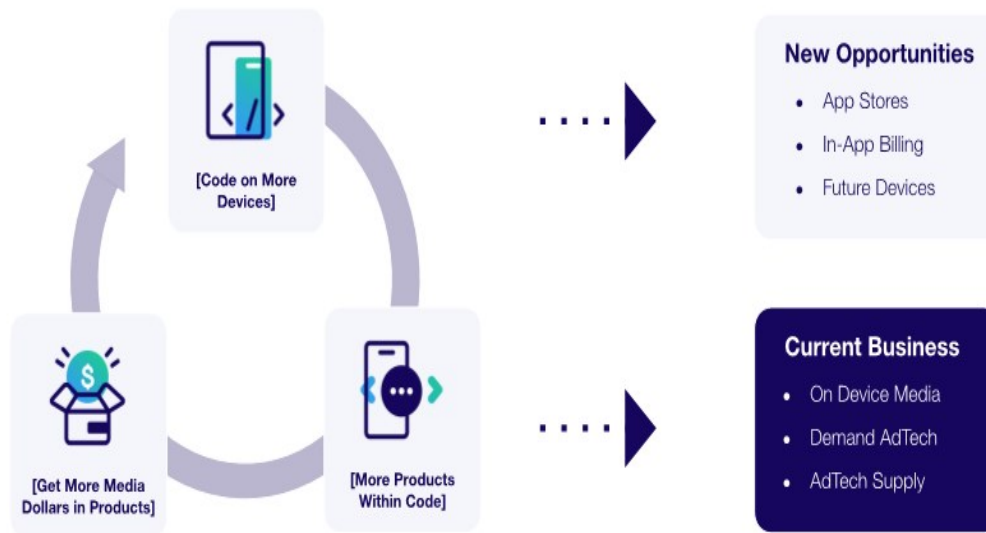 [Code on More
Devices]
[Get More Media
Dollars in Products]
$
[More Products
Within Code]
New Opportunities
• App Stores
• In-App Billing
• Future Devices
Current Business
• On Device Media
• Demand AdTech
• AdTech Supply